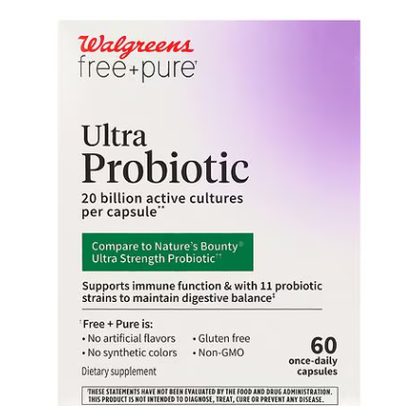 Walgreens
free+pure†
Ultra
Probiotic
20 billion active cultures
per capsule**
Compare to Nature's Bounty®
Ultra Strength Probiotic††
Supports immune function & with 11 probiotic
strains to maintain digestive balance‡
†Free + Pure is:
• No artificial flavors • Gluten free
• No synthetic colors • Non-GMO
Dietary supplement
60
once-daily
capsules
‡THESE STATEMENTS HAVE NOT BEEN EVALUATED BY THE FOOD AND DRUG ADMINISTRATION.
THIS PRODUCT IS NOT INTENDED TO DIAGNOSE, TREAT, CURE OR PREVENT ANY DISEASE.